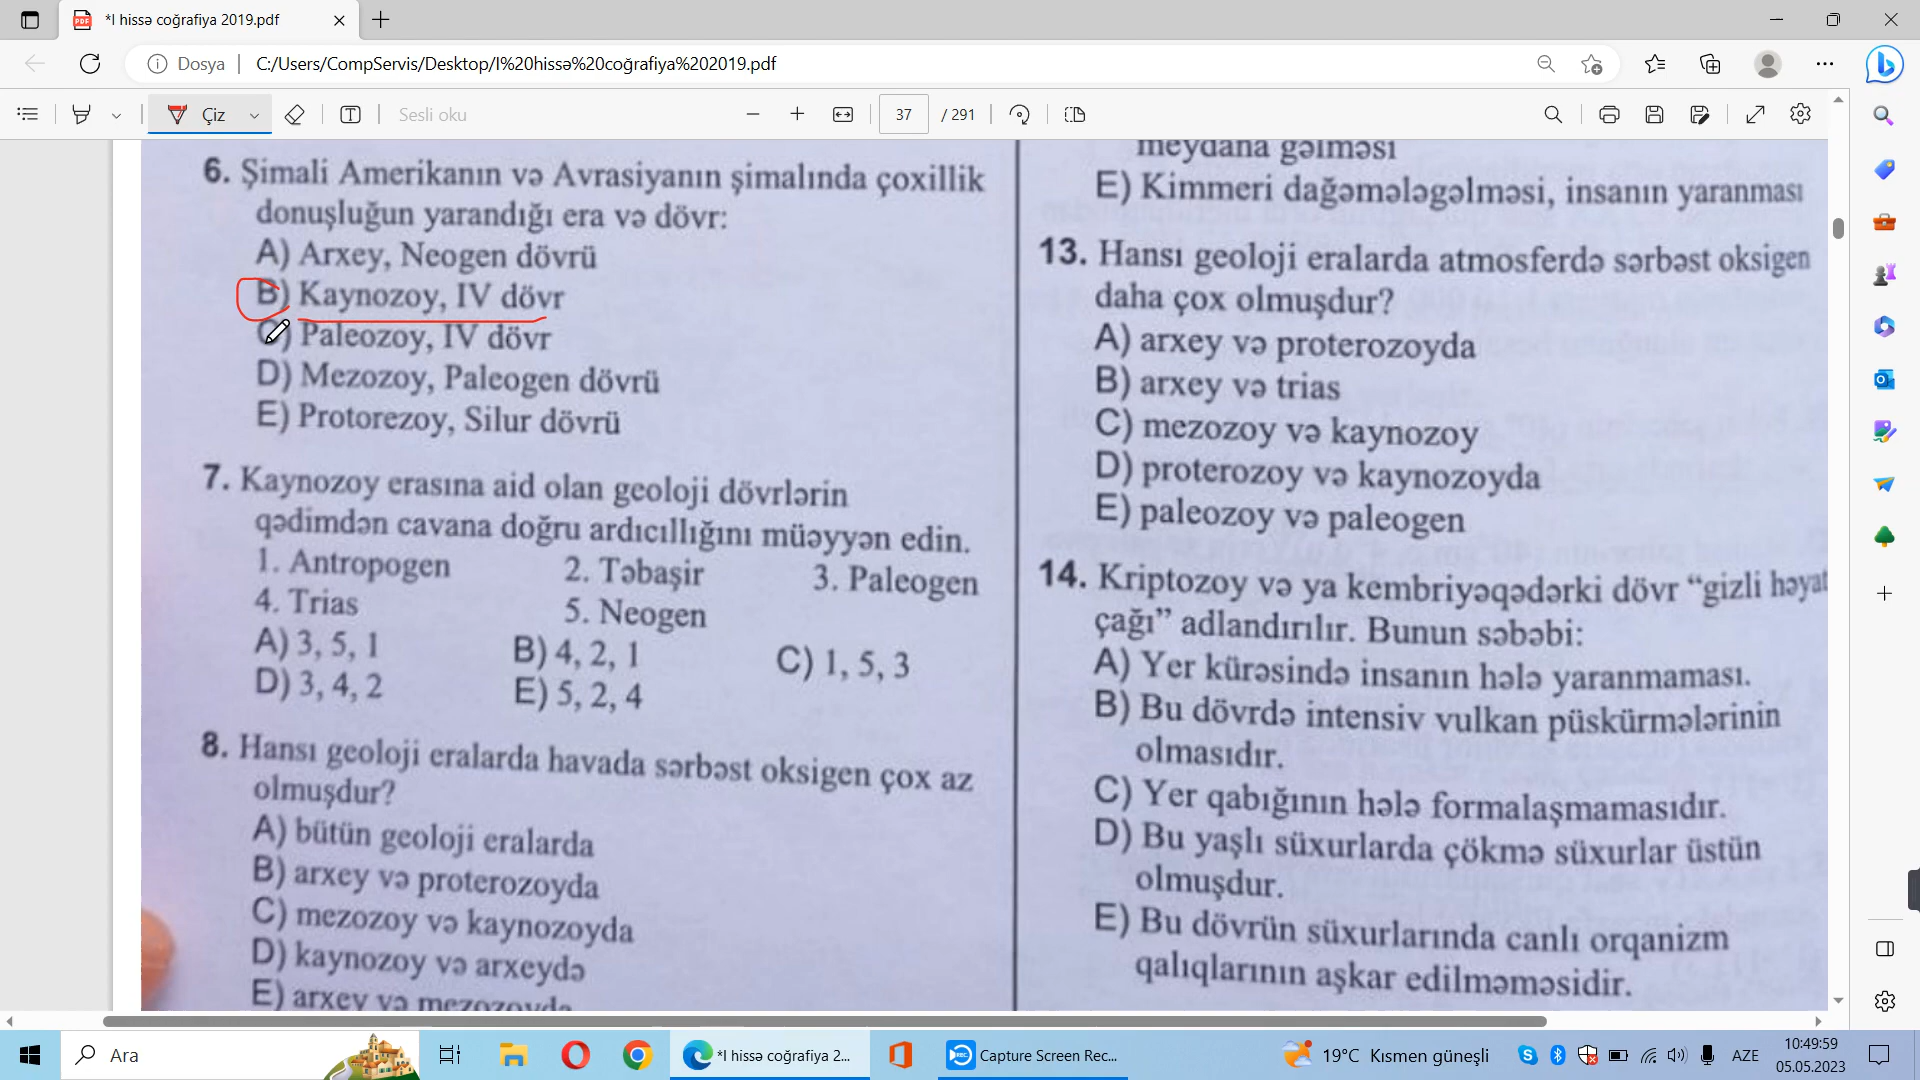 *I hissə coğrafiya 2019.pdf
Dosya
C:/Users/CompServis/Desktop/I%20hissə%20coğrafiya%202019.pdf
Çiz
Sesli oku
37
/ 291
6. Şimali Amerikanın və Avrasiyanın şimalında çoxillik
donuşluğun yarandığı era və dövr:
A) Arxey, Neogen dövrü
B) Kaynozoy, IV dövr
C) Paleozoy, IV dövr
D) Mezozoy, Paleogen dövrü
E) Protorezoy, Silur dövrü
7. Kaynozoy erasına aid olan geoloji dövrlərin
qədimdən cavana doğru ardıcıllığını müəyyən edin.
1. Antropogen 2. Təbaşir 3. Paleogen
4. Trias 5. Neogen
A) 3, 5, 1 B) 4, 2, 1 C) 1, 5, 3
D) 3, 4, 2 E) 5, 2, 4
8. Hansı geoloji eralarda havada sərbəst oksigen çox az
olmuşdur?
A) bütün geoloji eralarda
B) arxey və proterozoyda
C) mezozoy və kaynozoyda
D) kaynozoy və arxeydə
E) arxey və mezozoyda
meydana gəlməsi
E) Kimmeri dağəmələgəlməsi, insanın yaranması
13. Hansı geoloji eralarda atmosferdə sərbəst oksigen
daha çox olmuşdur?
A) arxey və proterozoyda
B) arxey və trias
C) mezozoy və kaynozoy
D) proterozoy və kaynozoyda
E) paleozoy və paleogen
14. Kriptozoy və ya kembriyəqədərki dövr “gizli həyat
çağı” adlandırılır. Bunun səbəbi:
A) Yer kürəsində insanın hələ yaranmaması.
B) Bu dövrdə intensiv vulkan püskürmələrinin
olmasıdır.
C) Yer qabığının hələ formalaşmamasıdır.
D) Bu yaşlı süxurlarda çökmə süxurlar üstün
olmuşdur.
E) Bu dövrün süxurlarında canlı orqanizm
qalıqlarının aşkar edilməməsidir.
Ara
*I hissə coğrafiya 2...
Capture Screen Rec...
19°C Kısmen güneşli
AZE
10:49:59
05.05.2023